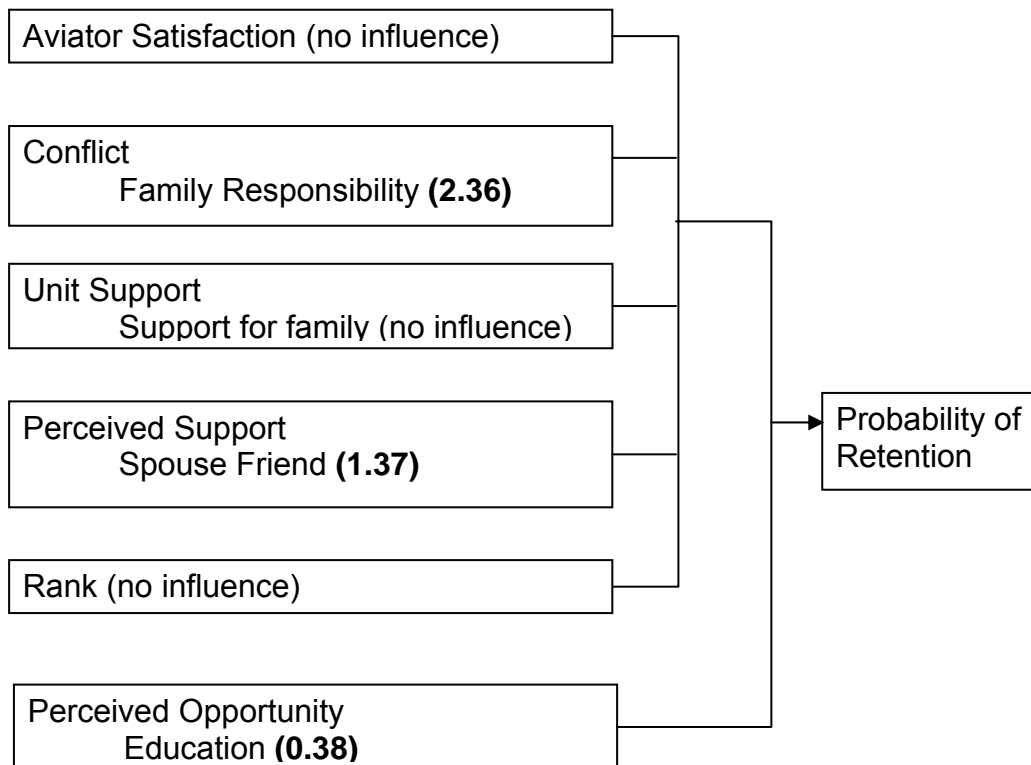 Aviator Satisfaction (no influence)
Conflict
Family Responsibility (2.36)
Unit Support
Support for family (no influence)
Perceived Support
Spouse Friend (1.37)
Rank (no influence)
Perceived Opportunity
Education (0.38)
Probability of
Retention